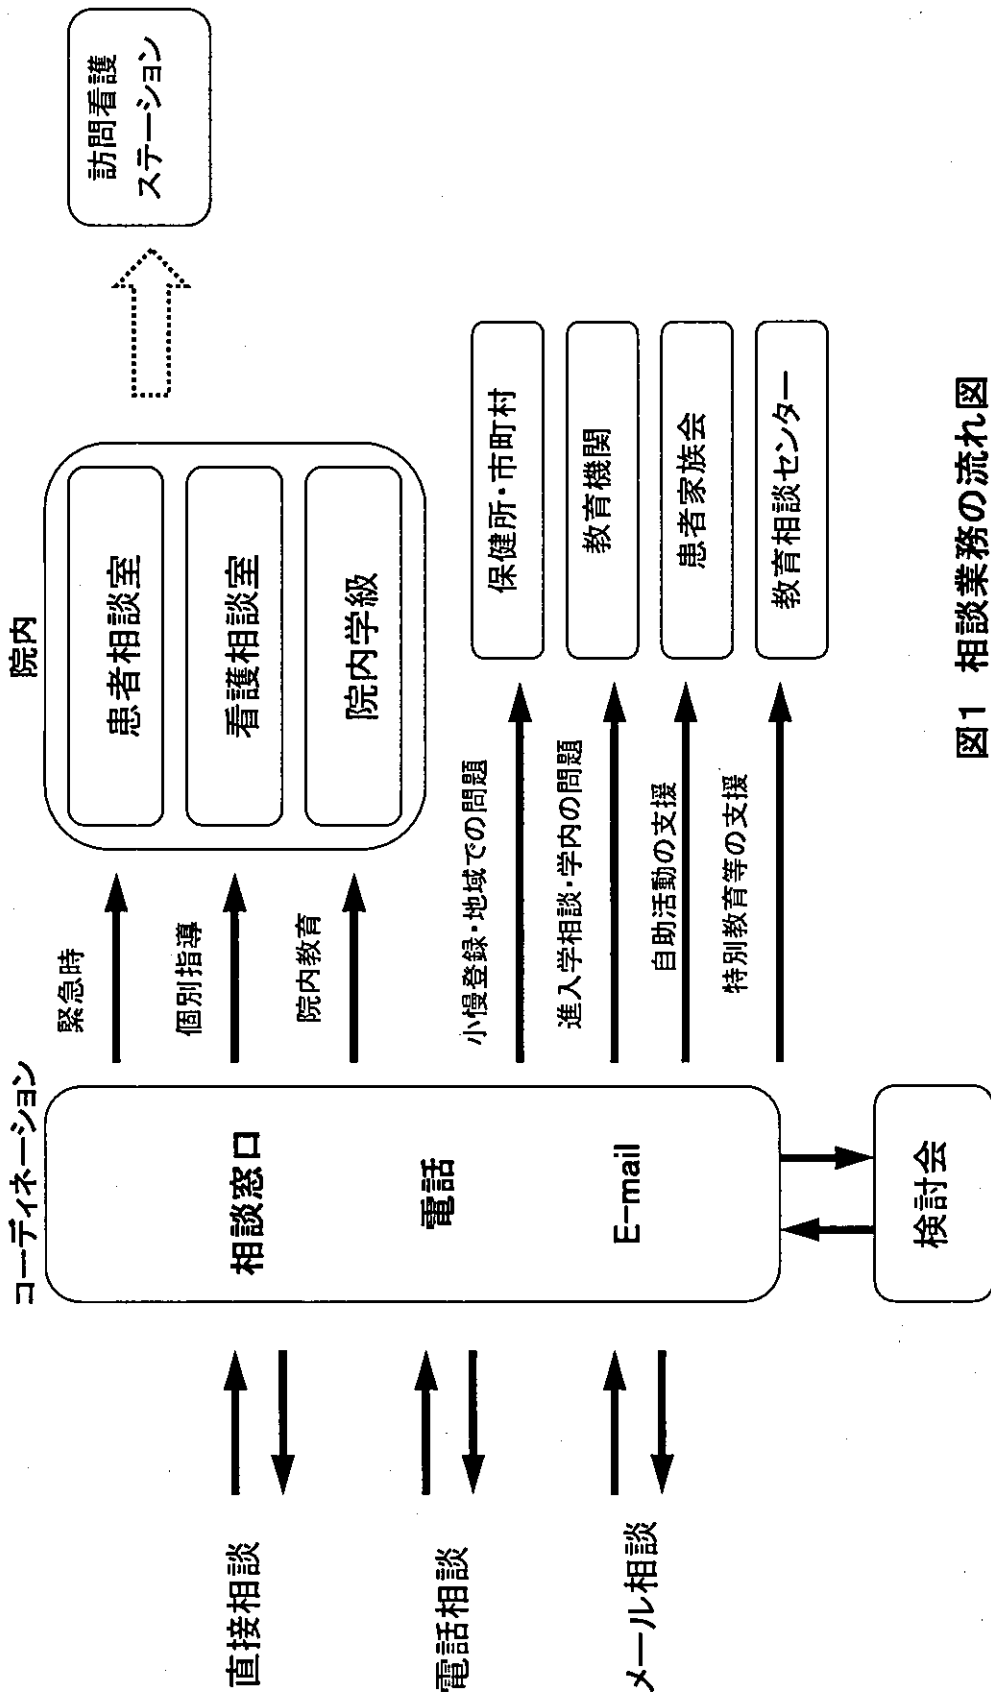 コーディネーション
院内
直接相談
電話相談
メール相談
相談窓口
電話
E-mail
検討会
緊急時
個別指導
院内教育
患者相談室
看護相談室
院内学級
訪問看護
ステーション
小慢登録・地域での問題
進入学相談・学内の問題
自助活動の支援
特別教育等の支援
保健所・市町村
教育機関
患者家族会
教育相談センター
図1 相談業務の流れ図